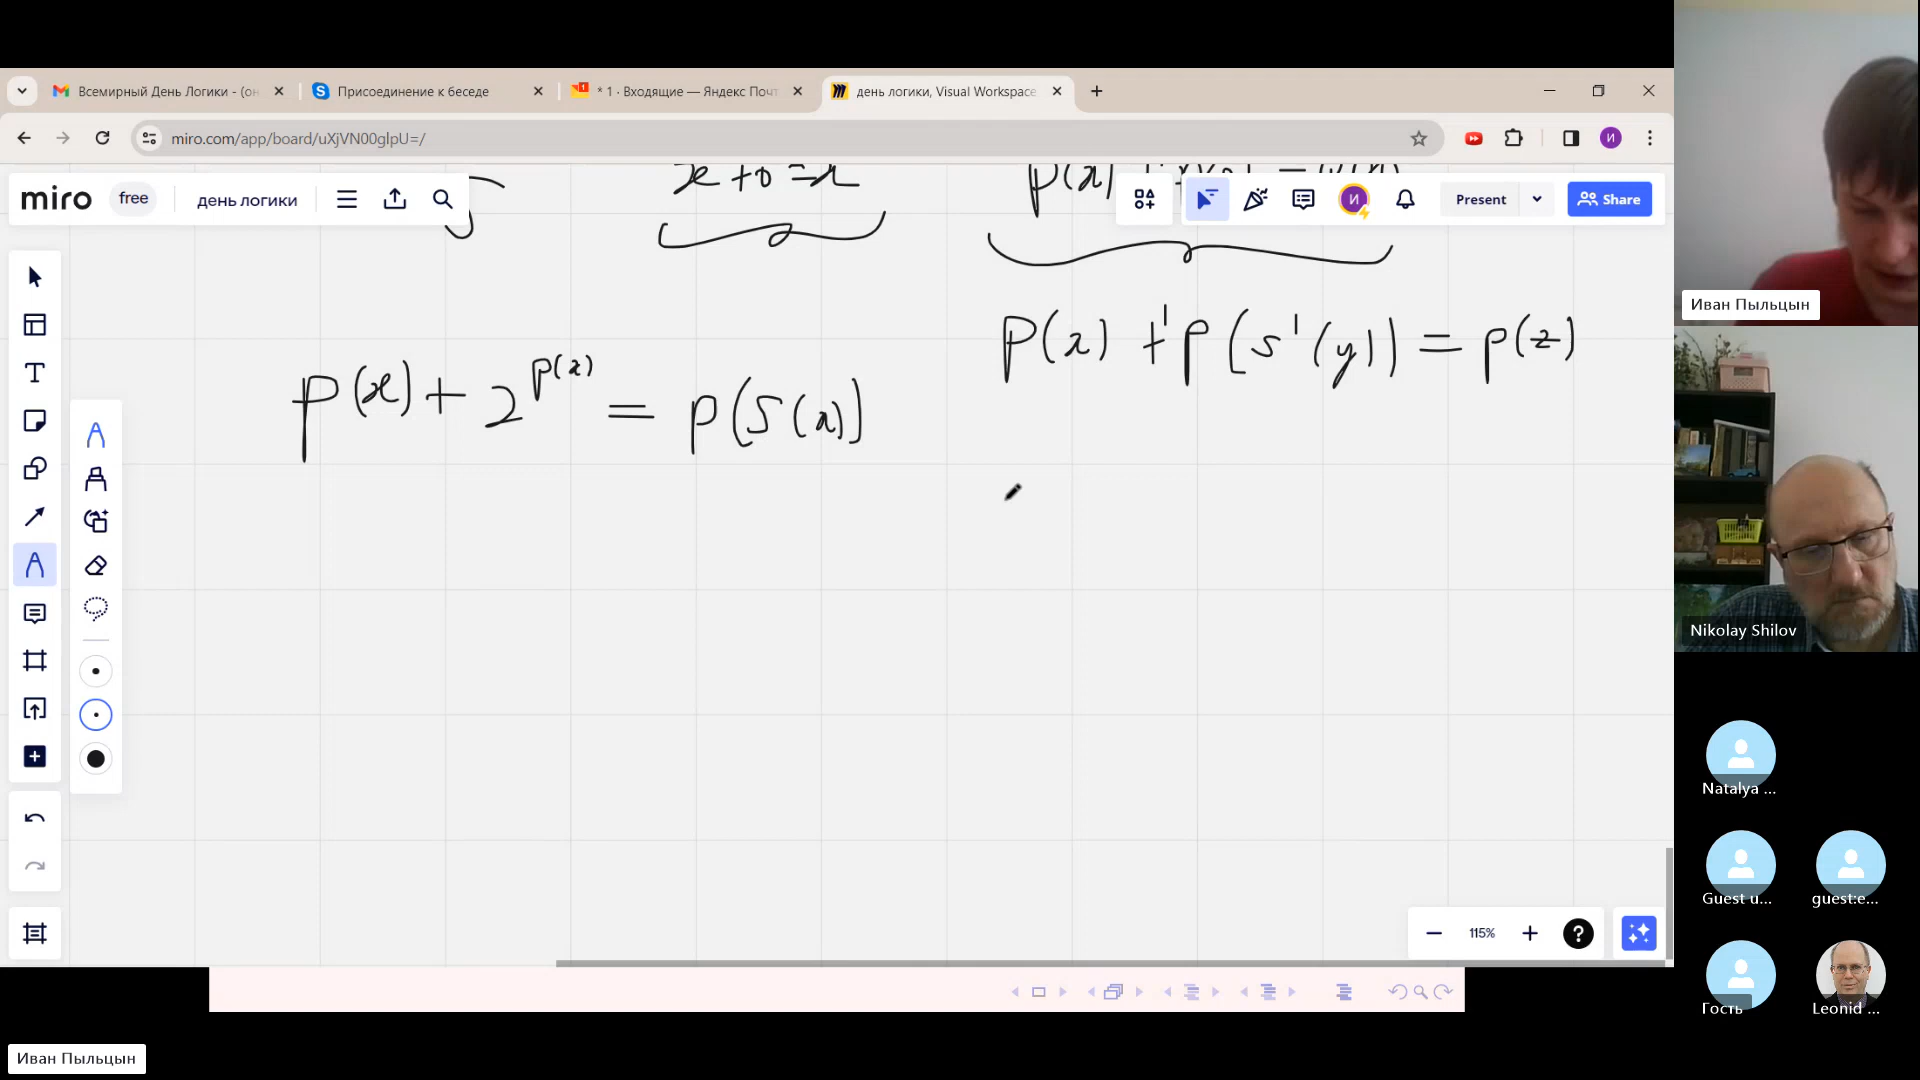 Всемирный День Логики - (он
Присоединение к беседе
* 1 · Входящие — Яндекс Почт
день логики, Visual Workspace
miro.com/app/board/uXjVN00glpU=/
И
miro
free
день логики
И
Present
Share
x + 0 = x
P(x) +' P(S'(y)) = P(z)
P(x) + 2^{P(x)} = P(S(x))
115%
?
Иван Пыльцын
Nikolay Shilov
Natalya ...
Guest u...
guest:e...
Гость
Leonid ...
Иван Пыльцын